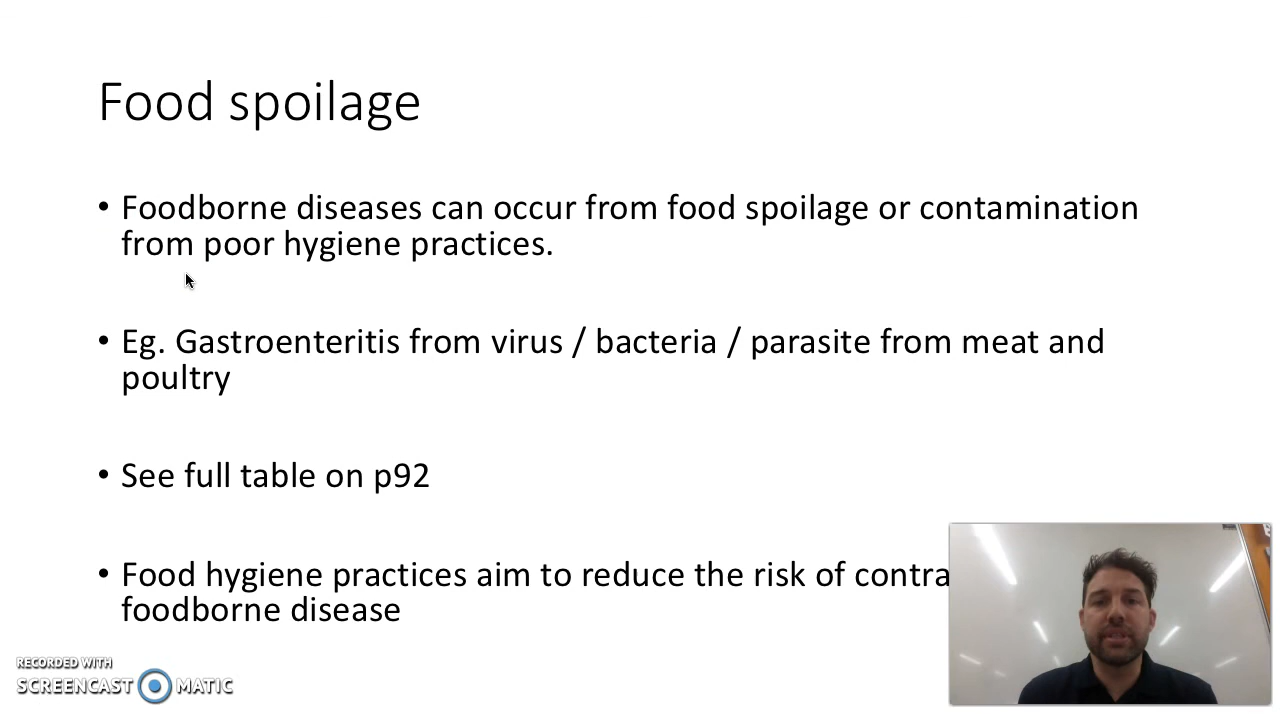 Food spoilage
• Foodborne diseases can occur from food spoilage or contamination
from poor hygiene practices.
• Eg. Gastroenteritis from virus / bacteria / parasite from meat and
poultry
• See full table on p92
• Food hygiene practices aim to reduce the risk of contra
foodborne disease
RECORDED WITH
SCREENCAST MATIC